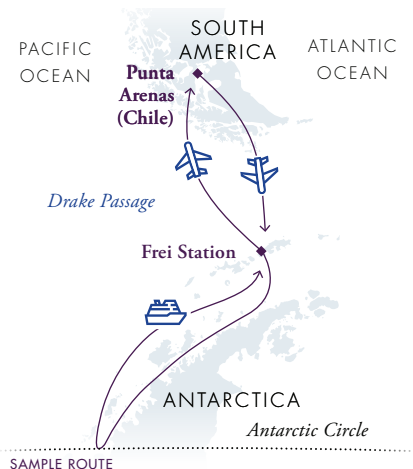 SOUTH
AMERICA
PACIFIC
OCEAN
ATLANTIC
OCEAN
Punta
Arenas
(Chile)
Drake Passage
Frei Station
ANTARCTICA
Antarctic Circle
SAMPLE ROUTE